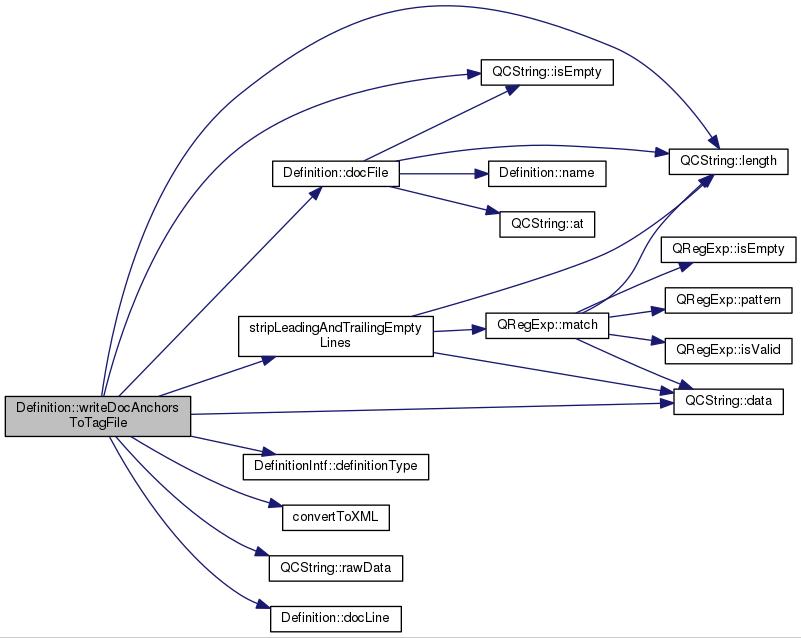 QCString::isEmpty
Definition::docFile
QCString::length
Definition::name
QCString::at
QRegExp::isEmpty
QRegExp::pattern
stripLeadingAndTrailingEmpty
Lines
QRegExp::match
QRegExp::isValid
QCString::data
Definition::writeDocAnchors
ToTagFile
DefinitionIntf::definitionType
convertToXML
QCString::rawData
Definition::docLine